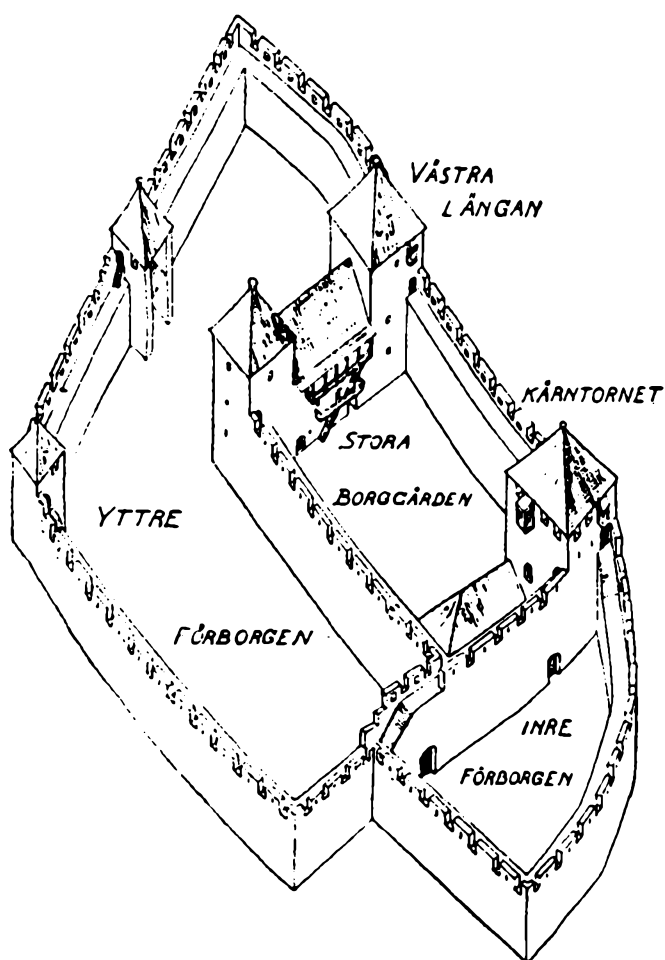 VÄSTRA
LÄNGAN
KÄRNTORNET
STORA
BORGGÅRDEN
YTTRE
FÖRBORGEN
INRE
FÖRBORGEN